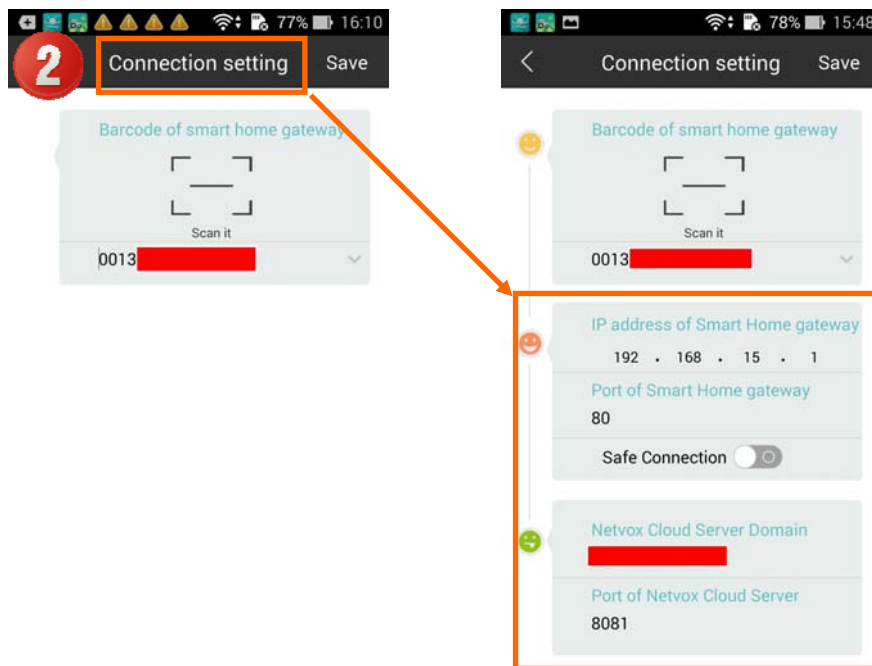 77% 16:10
2
Connection setting Save
Barcode of smart home gateway
Scan it
0013
78% 15:48
Connection setting Save
Barcode of smart home gateway
Scan it
0013
IP address of Smart Home gateway
192 . 168 . 15 . 1
Port of Smart Home gateway
80
Safe Connection
Netvox Cloud Server Domain
Port of Netvox Cloud Server
8081